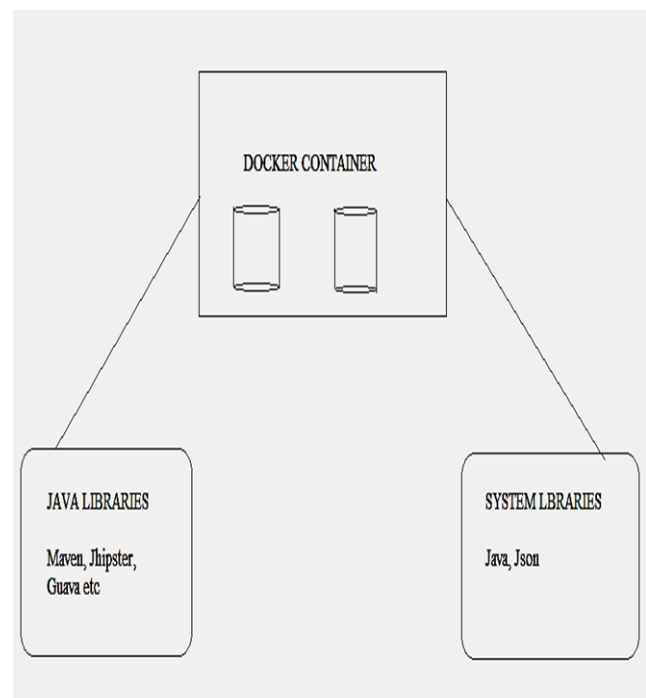 DOCKER CONTAINER
JAVA LIBRARIES
Maven, Jhipster,
Guava etc
SYSTEM LBRARIES
Java, Json